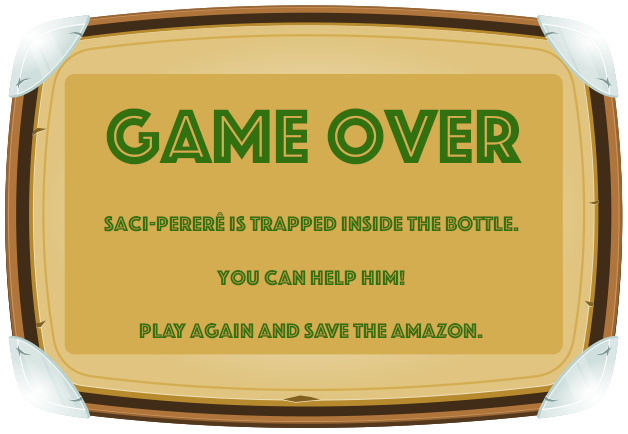 GAME OVER
SACI-PERERÊ IS TRAPPED INSIDE THE BOTTLE.
YOU CAN HELP HIM!
PLAY AGAIN AND SAVE THE AMAZON.